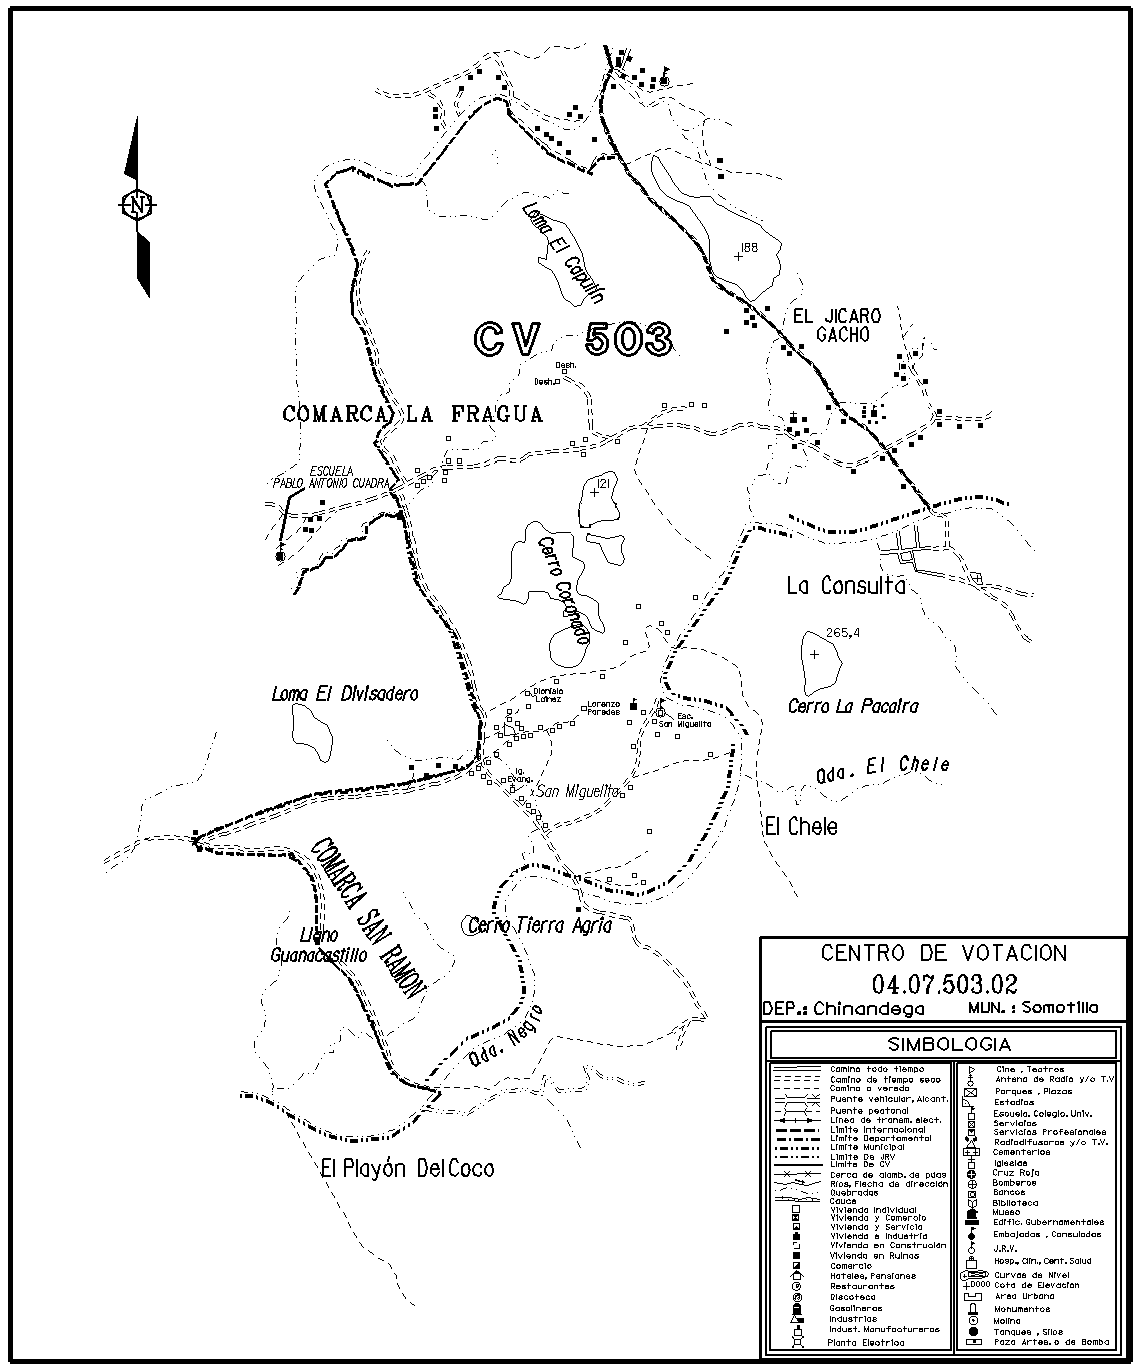 N
Loma El Capulín
188
EL JICARO
GACHO
CV 503
Desh.
Desh.
COMARCA LA FRAGUA
ESCUELA
PABLO ANTONIO CUADRA
121
Cerro Coronado
La Consulta
265,4
Cerro La Pacaira
Loma El Divisadero
Dionisio
Lainez
Lorenzo
Paredes
Esc.
San Miguelito
Ig.
Evang.
San Miguelito
Qda. El Chele
El Chele
COMARCA SAN RAMON
Llano
Guanacastillo
Cerro Tierra Agria
Qda. Negro
El Playón Del Coco
CENTRO DE VOTACION
04.07.503.02
DEP.: Chinandega MUN. : Somotillo
SIMBOLOGIA
Camino todo tiempo
Camino de tiempo seco
Camino o vereda
Puente vehicular, Alcant.
Puente peatonal
Linea de transm. elect.
Limite Internacional
Limite Departamental
Limite Municipal
Limite De JRV
Limite De CV
Cerca de alamb. de puas
Rios, Flecha de dirección
Quebradas
Cauce
Vivienda Individual
Vivienda y Comercio
Vivienda y Servicio
Vivienda e Industria
Vivienda en Construción
Vivienda en Ruinas
Comercio
Hoteles, Pensiones
Restaurantes
Discoteca
Gasolineras
Industrias
Indust. Manufactureras
Planta Electrica
Cine , Teatros
Antena de Radio y/o T.V
Parques , Plazas
Estadios
Escuela. Colegio. Univ.
Servicios
Servicios Profesionales
Radiodifusoras y/o T.V.
Cementerios
Iglesias
Cruz Roja
Bomberos
Bancos
Biblioteca
Museo
Edific. Gubernamentales
Embajadas , Consulados
J.R.V.
Hosp., Clin., Cent. Salud
Curvas de Nivel
.0000 Cota de Elevacion
Area Urbana
Monumentos
Molino
Tanques , Silos
Pozo Artes. o de Bomba